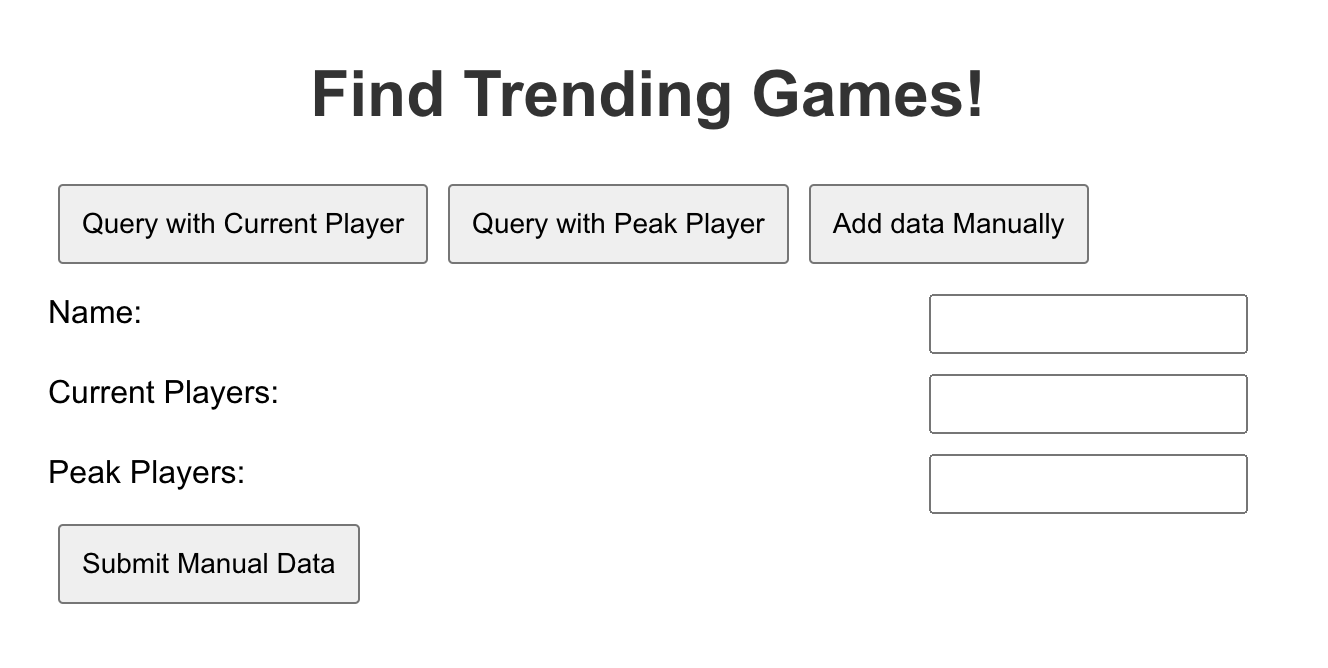 Find Trending Games!
Query with Current Player Query with Peak Player Add data Manually
Name:
Current Players:
Peak Players:
Submit Manual Data